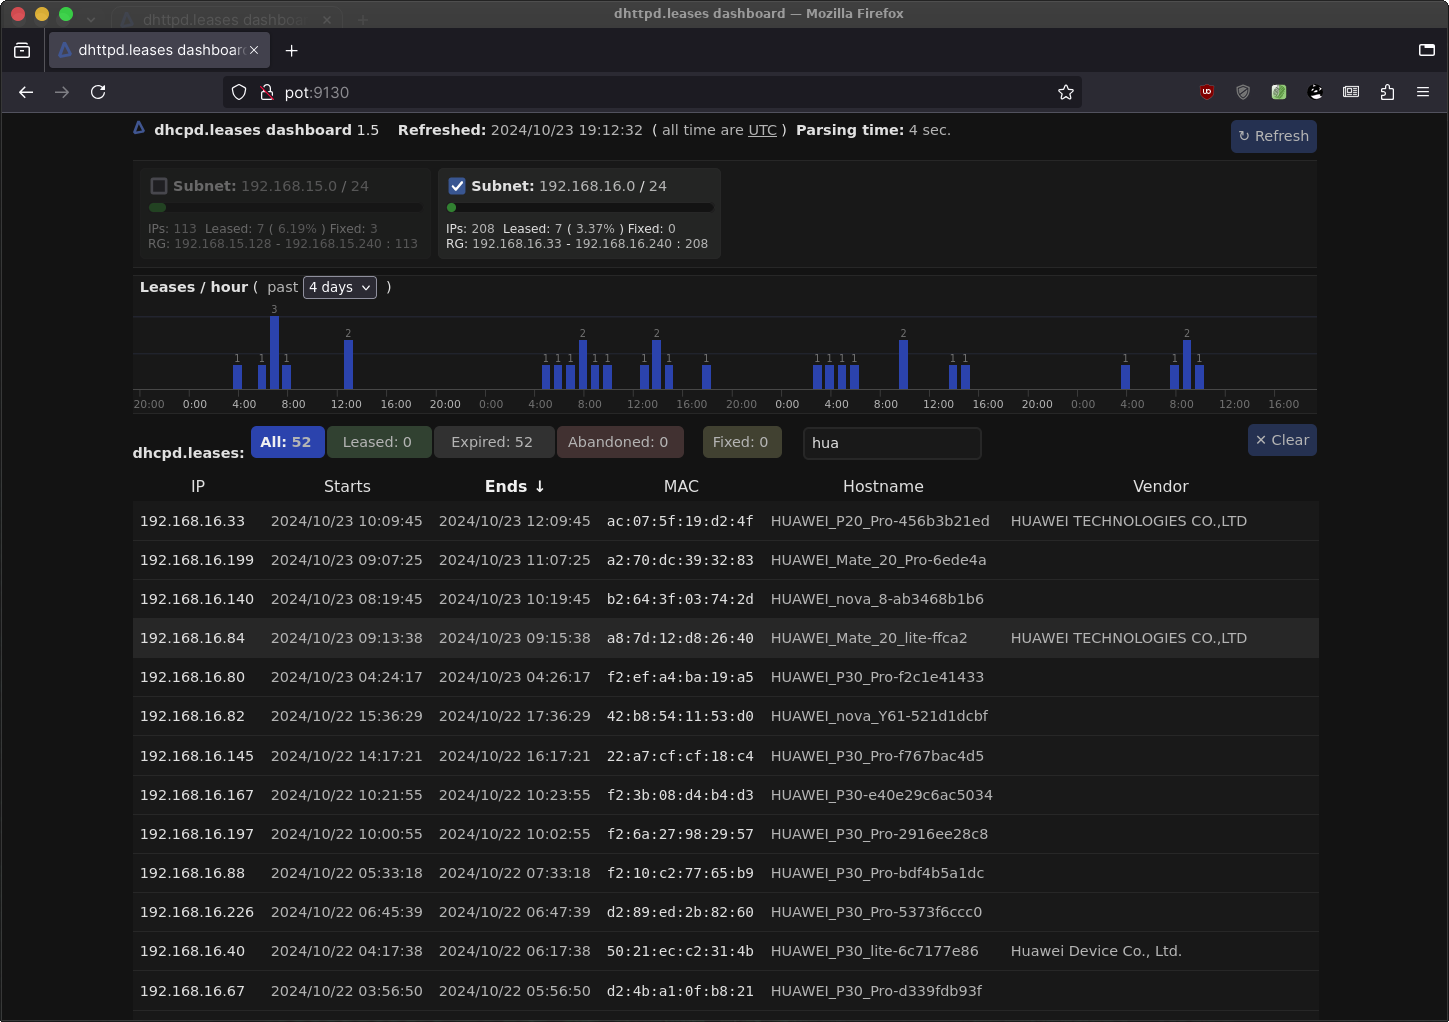 dhttpd.leases dashboard — Mozilla Firefox
dhttpd.leases dashboar
pot:9130
dhcpd.leases dashboard 1.5 Refreshed: 2024/10/23 19:12:32 ( all time are UTC ) Parsing time: 4 sec.
↻ Refresh
Subnet: 192.168.15.0 / 24
IPs: 113 Leased: 7 ( 6.19% ) Fixed: 3
RG: 192.168.15.128 - 192.168.15.240 : 113
Subnet: 192.168.16.0 / 24
IPs: 208 Leased: 7 ( 3.37% ) Fixed: 0
RG: 192.168.16.33 - 192.168.16.240 : 208
Leases / hour ( past 4 days )
1 1 3 1 2 1 1 1 2 1 1 1 2 1 1 1 1 1 1 2 1 1 1 1 2 1
20:00 0:00 4:00 8:00 12:00 16:00 20:00 0:00 4:00 8:00 12:00 16:00 20:00 0:00 4:00 8:00 12:00 16:00 20:00 0:00 4:00 8:00 12:00 16:00
dhcpd.leases: All: 52 Leased: 0 Expired: 52 Abandoned: 0 Fixed: 0 hua ✕ Clear
IP Starts Ends ↓ MAC Hostname Vendor
192.168.16.33 2024/10/23 10:09:45 2024/10/23 12:09:45 ac:07:5f:19:d2:4f HUAWEI_P20_Pro-456b3b21ed HUAWEI TECHNOLOGIES CO.,LTD
192.168.16.199 2024/10/23 09:07:25 2024/10/23 11:07:25 a2:70:dc:39:32:83 HUAWEI_Mate_20_Pro-6ede4a
192.168.16.140 2024/10/23 08:19:45 2024/10/23 10:19:45 b2:64:3f:03:74:2d HUAWEI_nova_8-ab3468b1b6
192.168.16.84 2024/10/23 09:13:38 2024/10/23 09:15:38 a8:7d:12:d8:26:40 HUAWEI_Mate_20_lite-ffca2 HUAWEI TECHNOLOGIES CO.,LTD
192.168.16.80 2024/10/23 04:24:17 2024/10/23 04:26:17 f2:ef:a4:ba:19:a5 HUAWEI_P30_Pro-f2c1e41433
192.168.16.82 2024/10/22 15:36:29 2024/10/22 17:36:29 42:b8:54:11:53:d0 HUAWEI_nova_Y61-521d1dcbf
192.168.16.145 2024/10/22 14:17:21 2024/10/22 16:17:21 22:a7:cf:cf:18:c4 HUAWEI_P30_Pro-f767bac4d5
192.168.16.167 2024/10/22 10:21:55 2024/10/22 10:23:55 f2:3b:08:d4:b4:d3 HUAWEI_P30-e40e29c6ac5034
192.168.16.197 2024/10/22 10:00:55 2024/10/22 10:02:55 f2:6a:27:98:29:57 HUAWEI_P30_Pro-2916ee28c8
192.168.16.88 2024/10/22 05:33:18 2024/10/22 07:33:18 f2:10:c2:77:65:b9 HUAWEI_P30_Pro-bdf4b5a1dc
192.168.16.226 2024/10/22 06:45:39 2024/10/22 06:47:39 d2:89:ed:2b:82:60 HUAWEI_P30_Pro-5373f6ccc0
192.168.16.40 2024/10/22 04:17:38 2024/10/22 06:17:38 50:21:ec:c2:31:4b HUAWEI_P30_lite-6c7177e86 Huawei Device Co., Ltd.
192.168.16.67 2024/10/22 03:56:50 2024/10/22 05:56:50 d2:4b:a1:0f:b8:21 HUAWEI_P30_Pro-d339fdb93f